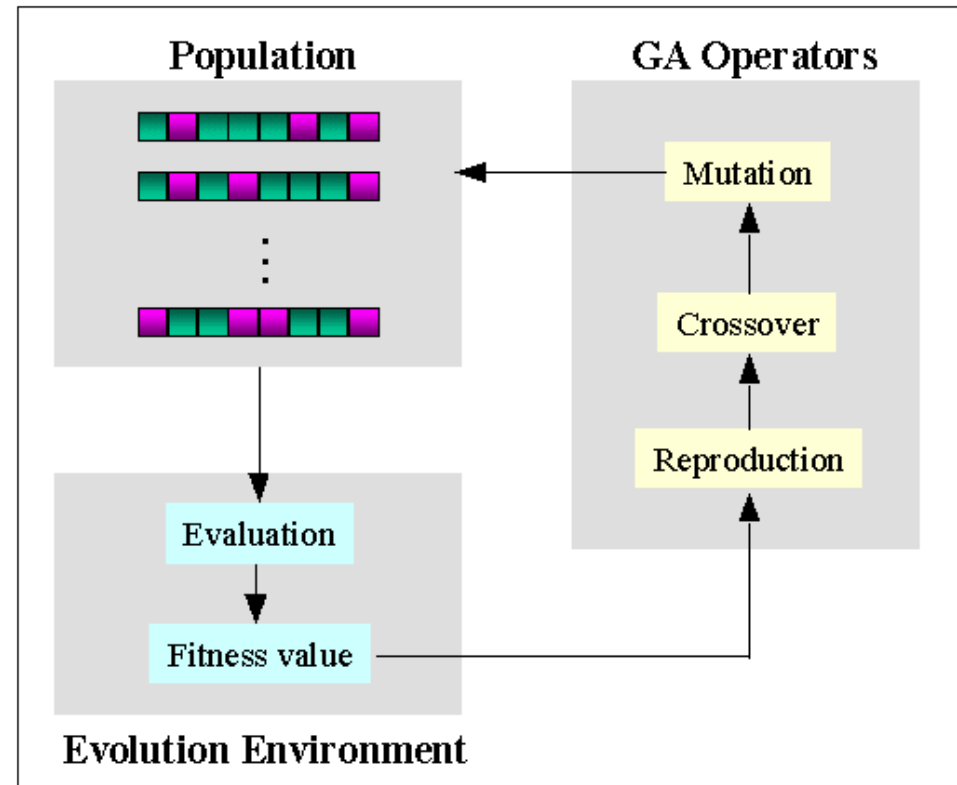 Population
GA Operators
Mutation
Crossover
Reproduction
Evaluation
Fitness value
Evolution Environment